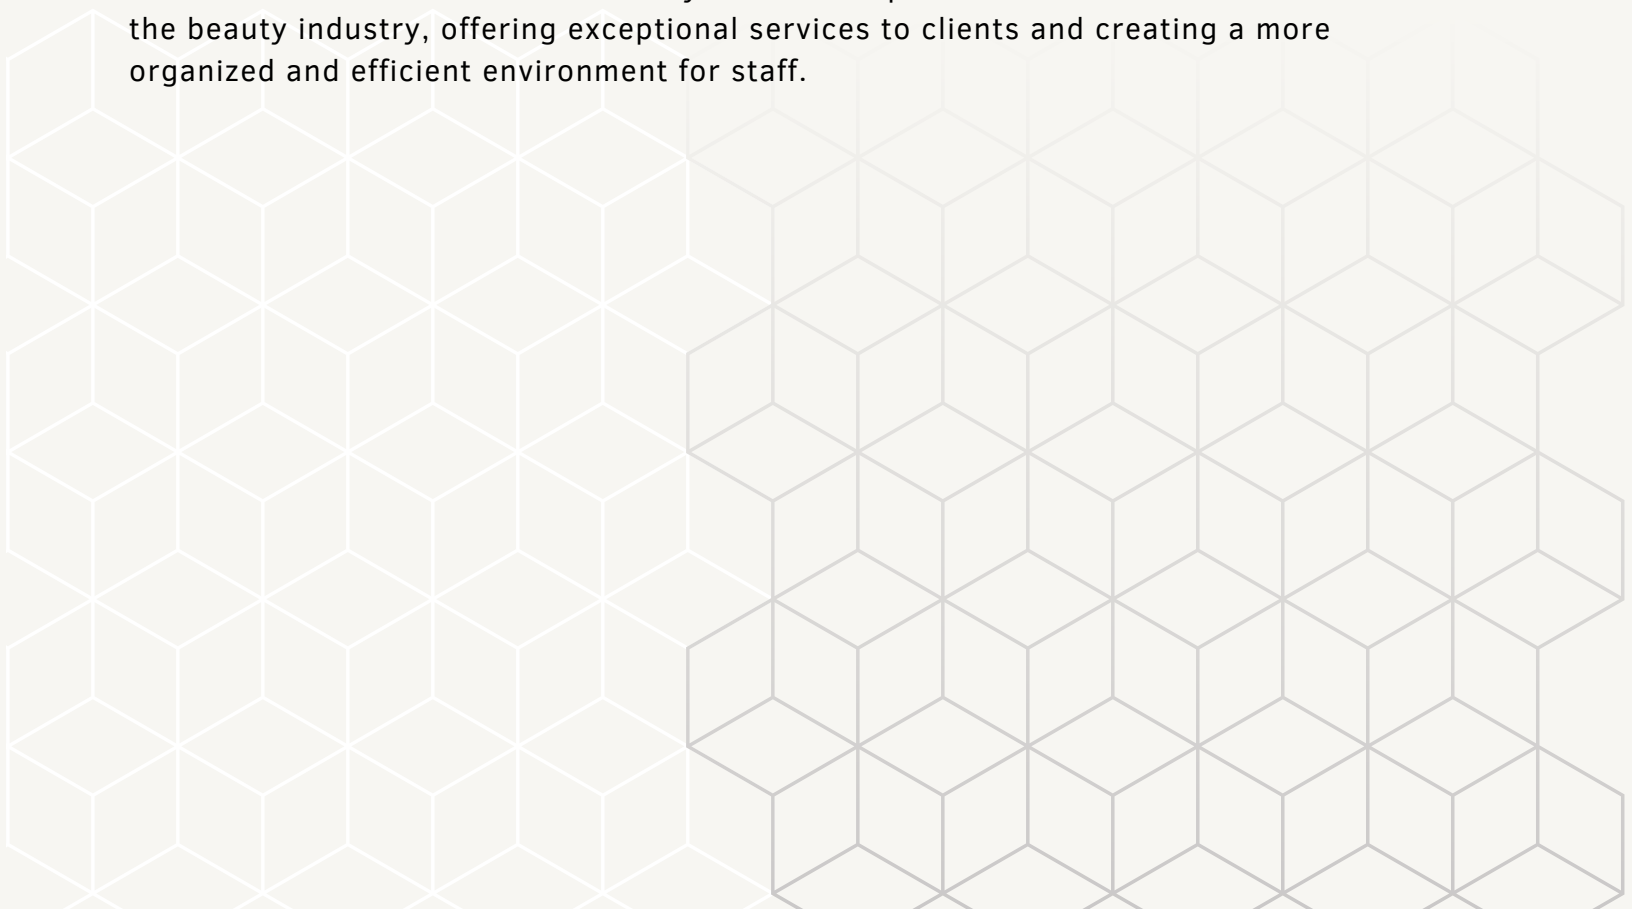 the beauty industry, offering exceptional services to clients and creating a more
organized and efficient environment for staff.